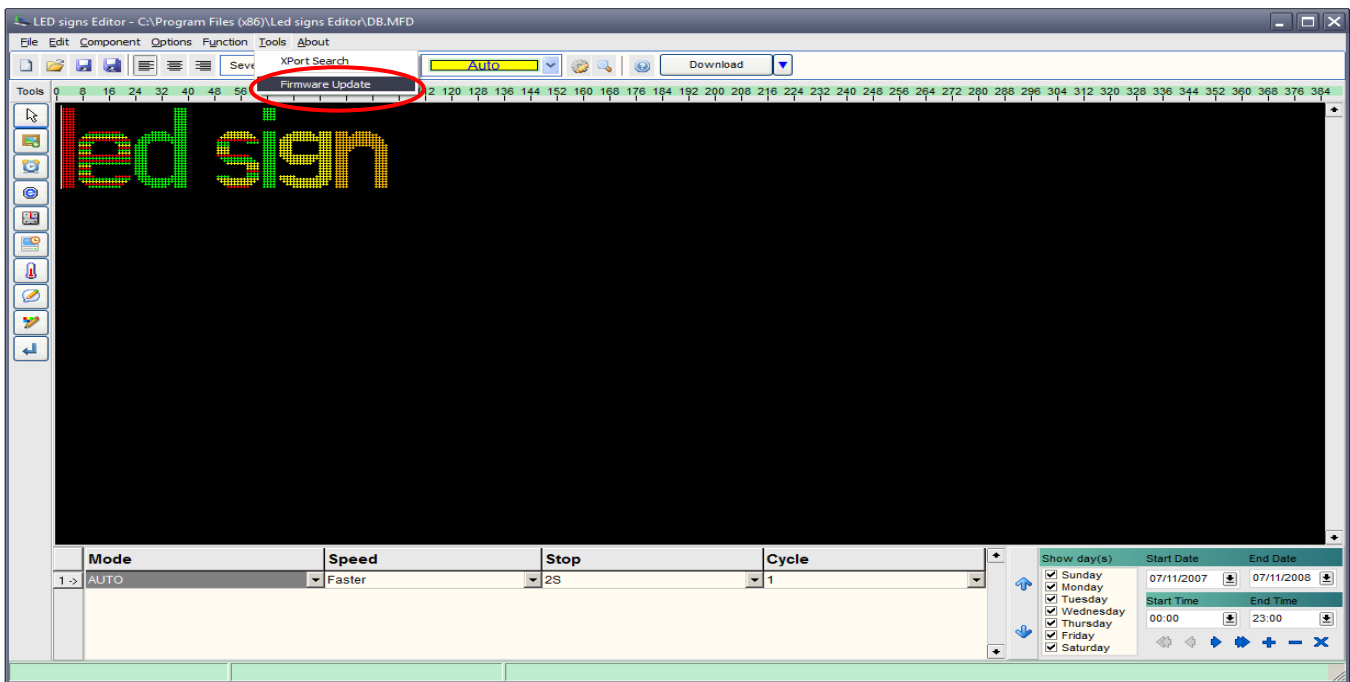 LED signs Editor - C:\Program Files (x86)\Led signs Editor\DB.MFD
File Edit Component Options Function Tools About
XPort Search
Firmware Update
Seve
Auto
Download
Tools 0 8 16 24 32 40 48 56 2 120 128 136 144 152 160 168 176 184 192 200 208 216 224 232 240 248 256 264 272 280 288 296 304 312 320 328 336 344 352 360 368 376 384
led sign
Mode Speed Stop Cycle
1 -> AUTO Faster 2S 1
Show day(s) Start Date End Date
Sunday
Monday
Tuesday
Wednesday
Thursday
Friday
Saturday
07/11/2007 07/11/2008
Start Time End Time
00:00 23:00